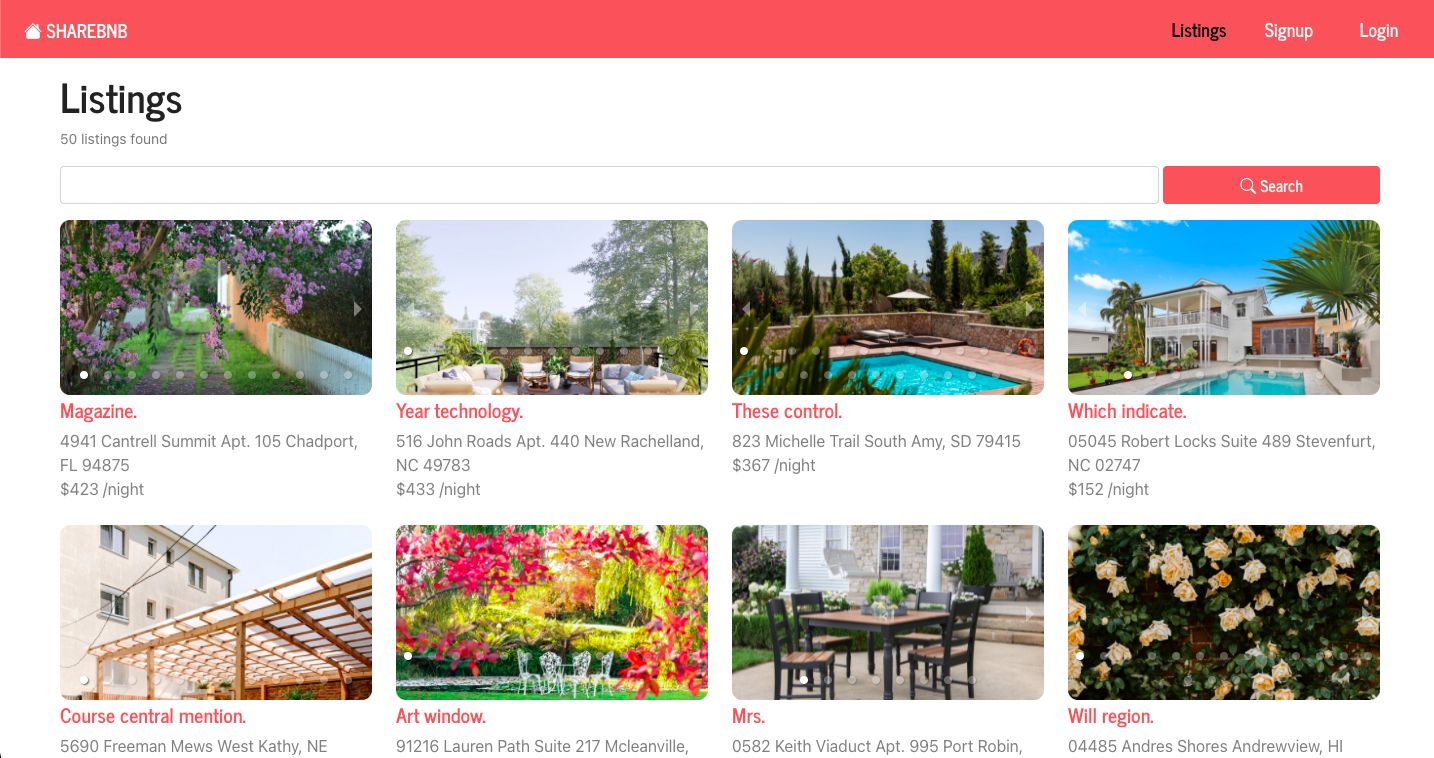 SHAREBNB
Listings
Signup
Login
Listings
50 listings found
Search
Magazine.
4941 Cantrell Summit Apt. 105 Chadport,
FL 94875
$423 /night
Year technology.
516 John Roads Apt. 440 New Rachelland,
NC 49783
$433 /night
These control.
823 Michelle Trail South Amy, SD 79415
$367 /night
Which indicate.
05045 Robert Locks Suite 489 Stevenfurt,
NC 02747
$152 /night
Course central mention.
5690 Freeman Mews West Kathy, NE
Art window.
91216 Lauren Path Suite 217 Mcleanville,
Mrs.
0582 Keith Viaduct Apt. 995 Port Robin,
Will region.
04485 Andres Shores Andrewview, HI